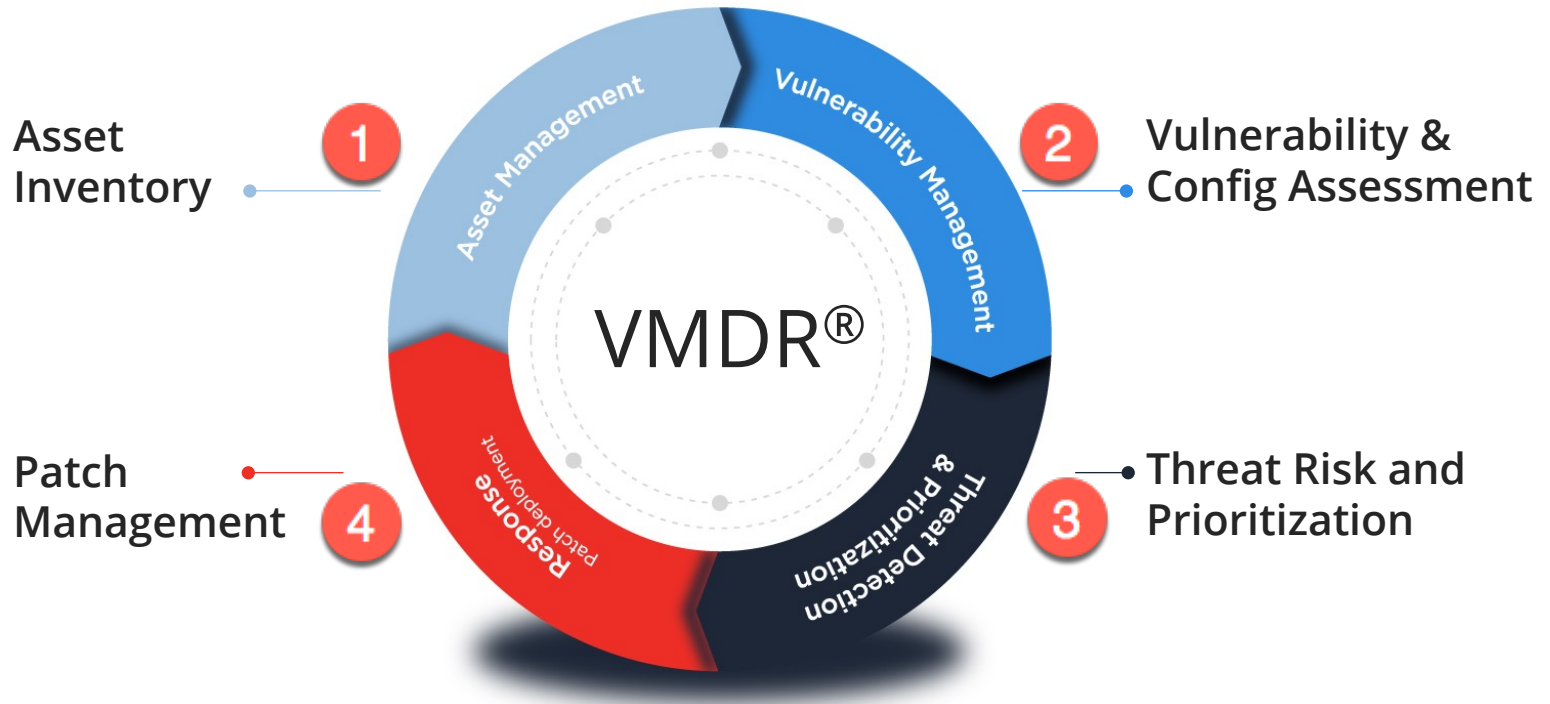 Asset
Inventory
1
Asset Management
Vulnerability Management
2
Vulnerability &
Config Assessment
VMDR®
Patch
Management
4
Response
Patch deployment
Threat Detection
& Prioritization
3
Threat Risk and
Prioritization